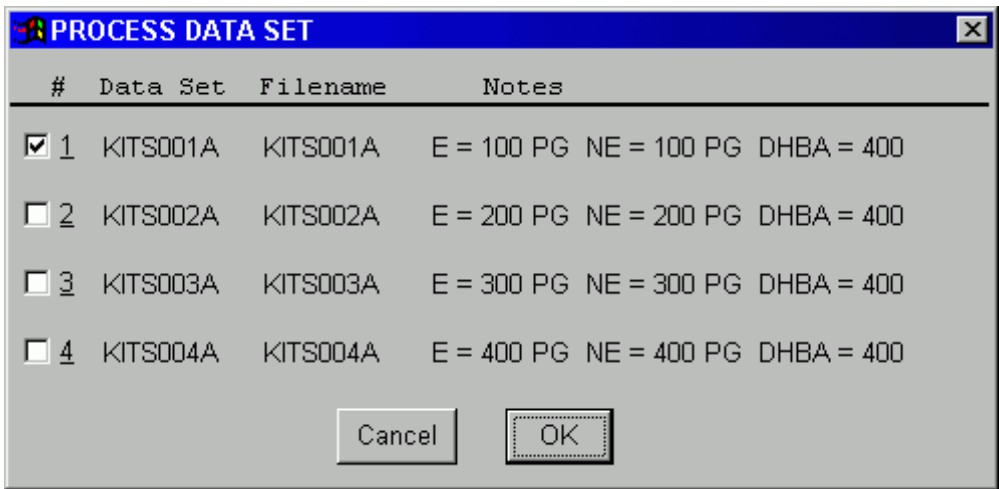 PROCESS DATA SET
# Data Set Filename Notes
1 KITS001A KITS001A E = 100 PG NE = 100 PG DHBA = 400
2 KITS002A KITS002A E = 200 PG NE = 200 PG DHBA = 400
3 KITS003A KITS003A E = 300 PG NE = 300 PG DHBA = 400
4 KITS004A KITS004A E = 400 PG NE = 400 PG DHBA = 400
Cancel OK